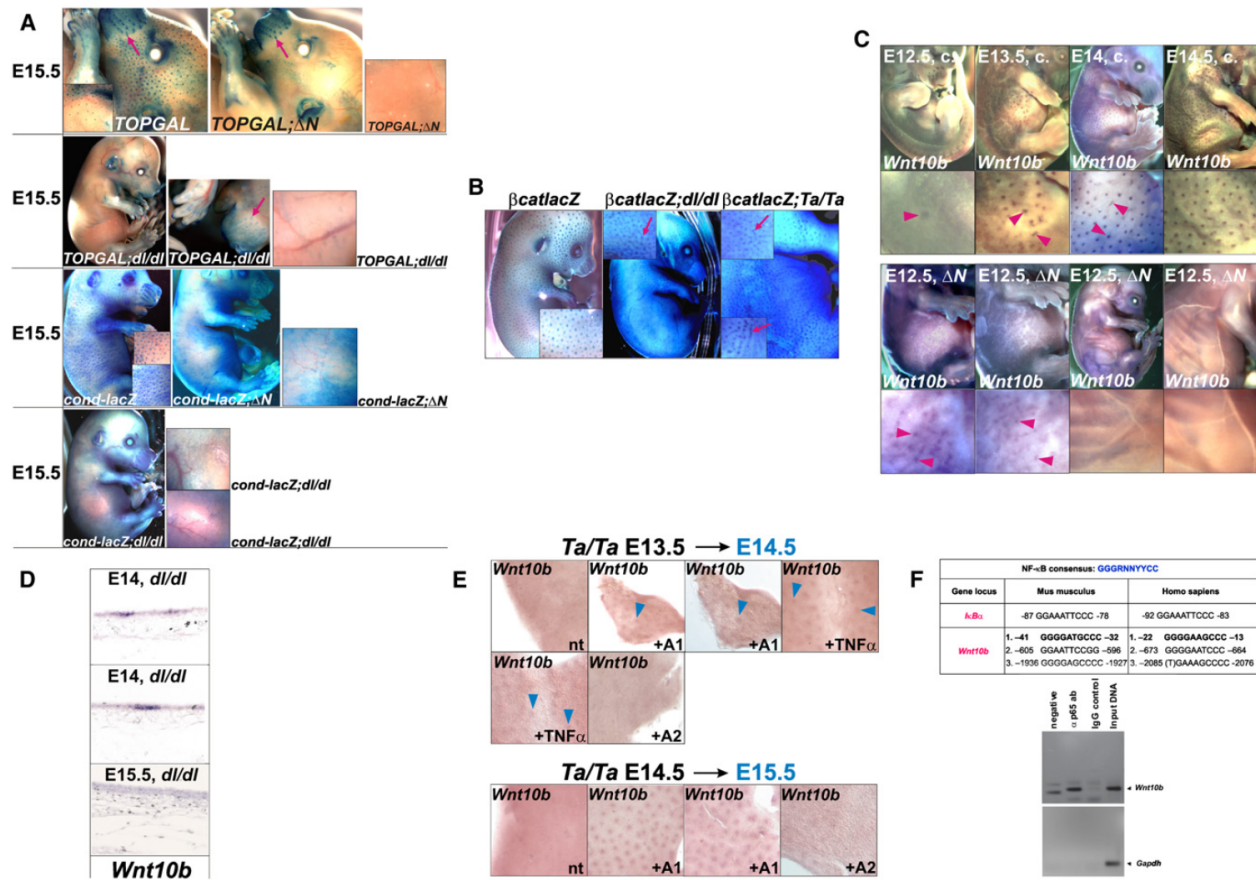 A
E15.5
TOPGAL
TOPGAL;ΔN
TOPGAL;ΔN
E15.5
TOPGAL;dl/dl
TOPGAL;dl/dl
TOPGAL;dl/dl
E15.5
cond-lacZ
cond-lacZ;ΔN
cond-lacZ;ΔN
E15.5
cond-lacZ;dl/dl
cond-lacZ;dl/dl
cond-lacZ;dl/dl
B
βcatlacZ βcatlacZ;dl/dl βcatlacZ;Ta/Ta
C
E12.5, c. E13.5, c. E14, c. E14.5, c.
Wnt10b Wnt10b Wnt10b Wnt10b
E12.5, ΔN E12.5, ΔN E12.5, ΔN E12.5, ΔN
Wnt10b Wnt10b Wnt10b Wnt10b
D
E14, dl/dl
E14, dl/dl
E15.5, dl/dl
Wnt10b
E
Ta/Ta E13.5 → E14.5
Wnt10b Wnt10b Wnt10b Wnt10b
nt +A1 +A1 +TNFα
Wnt10b Wnt10b
+TNFα +A2
Ta/Ta E14.5 → E15.5
Wnt10b Wnt10b Wnt10b Wnt10b
nt +A1 +A1 +A2
F
NF-κB consensus: GGGRNNYYCC
Gene locus Mus musculus Homo sapiens
IκBα -87 GGAAATTCCC -78 -92 GGAAATTCCC -83
Wnt10b
1. –41 GGGGATGCCC –32 1. –22 GGGGAAGCCC –13
2. –605 GGAATTCCGG –596 2. –673 GGGGAATCCC -664
3. –1936 GGGGAGCCCC -1927 3. –2085 (T)GAAAGCCCC -2076
negative
α p65 ab
IgG control
Input DNA
Wnt10b
Gapdh